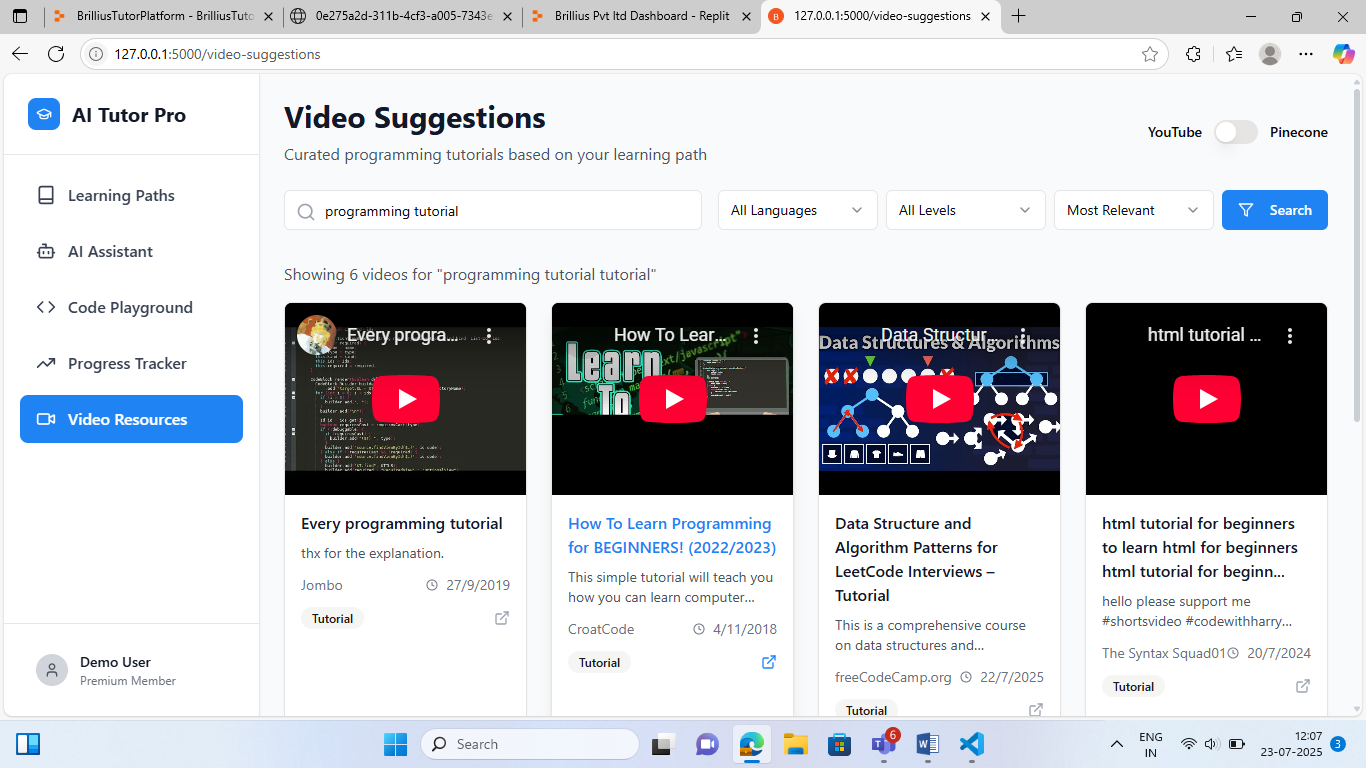 BrilliusTutorPlatform - BrilliusTuto
0e275a2d-311b-4cf3-a005-7343e
Brillius Pvt ltd Dashboard - Replit
127.0.0.1:5000/video-suggestions
127.0.0.1:5000/video-suggestions
AI Tutor Pro
Learning Paths
AI Assistant
Code Playground
Progress Tracker
Video Resources
Demo User
Premium Member
Video Suggestions
Curated programming tutorials based on your learning path
YouTube
Pinecone
programming tutorial
All Languages
All Levels
Most Relevant
Search
Showing 6 videos for "programming tutorial tutorial"
Every progra...
Every programming tutorial
thx for the explanation.
Jombo
27/9/2019
Tutorial
How To Lear...
Learn
To
How To Learn Programming
for BEGINNERS! (2022/2023)
This simple tutorial will teach you
how you can learn computer...
CroatCode
4/11/2018
Tutorial
Data Structur...
Data Structures & Algorithms
Data Structure and
Algorithm Patterns for
LeetCode Interviews –
Tutorial
This is a comprehensive course
on data structures and...
freeCodeCamp.org
22/7/2025
Tutorial
html tutorial ...
html tutorial for beginners
to learn html for beginners
html tutorial for beginn...
hello please support me
#shortsvideo #codewithharry...
The Syntax Squad01
20/7/2024
Tutorial
Search
6
ENG
IN
12:07
23-07-2025
3